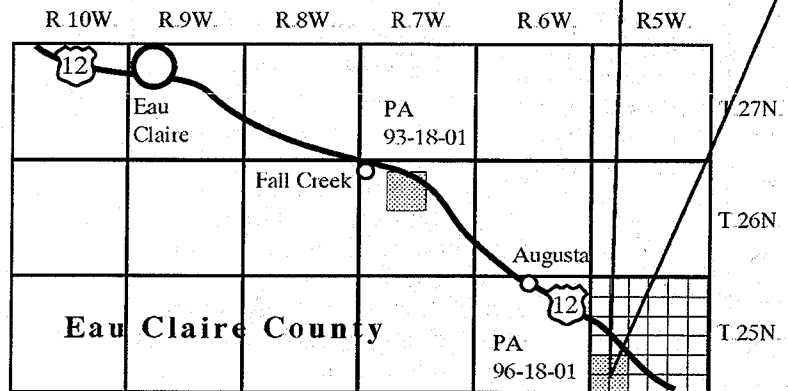 R.10W. R.9W. R.8W. R.7W. R.6W. R5W.
12
Eau
Claire
PA
93-18-01
T.27N.
Fall Creek
T.26N.
Augusta
12
Eau Claire County
PA
96-18-01
T.25N.